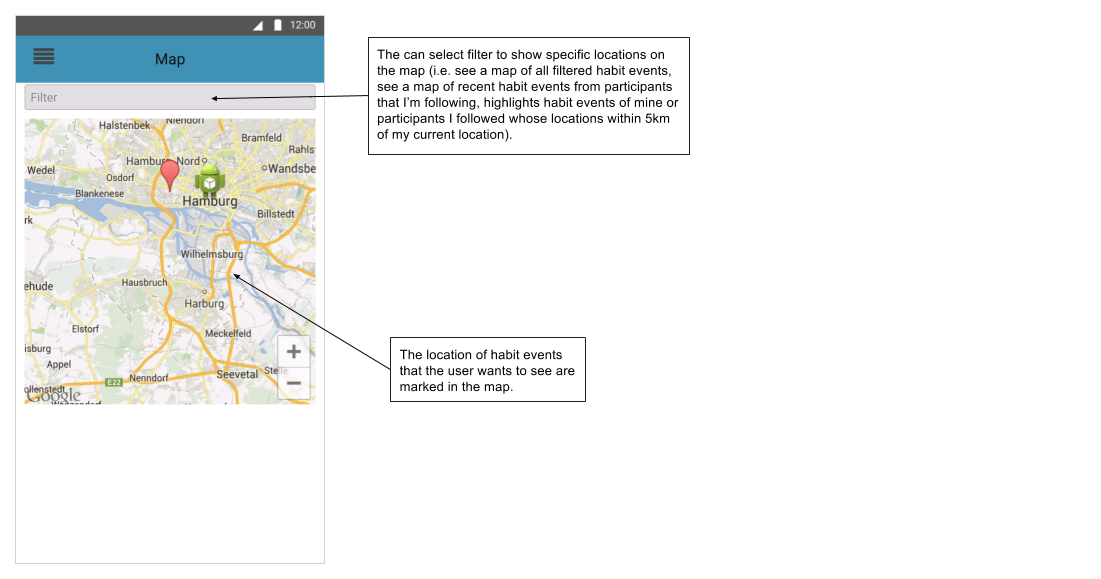 12:00
Map
Filter
The can select filter to show specific locations on
the map (i.e. see a map of all filtered habit events,
see a map of recent habit events from participants
that I'm following, highlights habit events of mine or
participants I followed whose locations within 5km
of my current location).
Niendorf
Halstenbek
Bramfeld
Rahls
Hamburg-Nord
Wedel
Wandsbe
Osdorf
Blankenese
Hamburg
Billstedt
rk
Wilhelmsburg
Hausbruch
ehude
Harburg
Elstorf
Meckelfeld
isburg
Appel
Seevetal
Stelle
E22
Nenndorf
ollenstedt
Google
The location of habit events
that the user wants to see are
marked in the map.